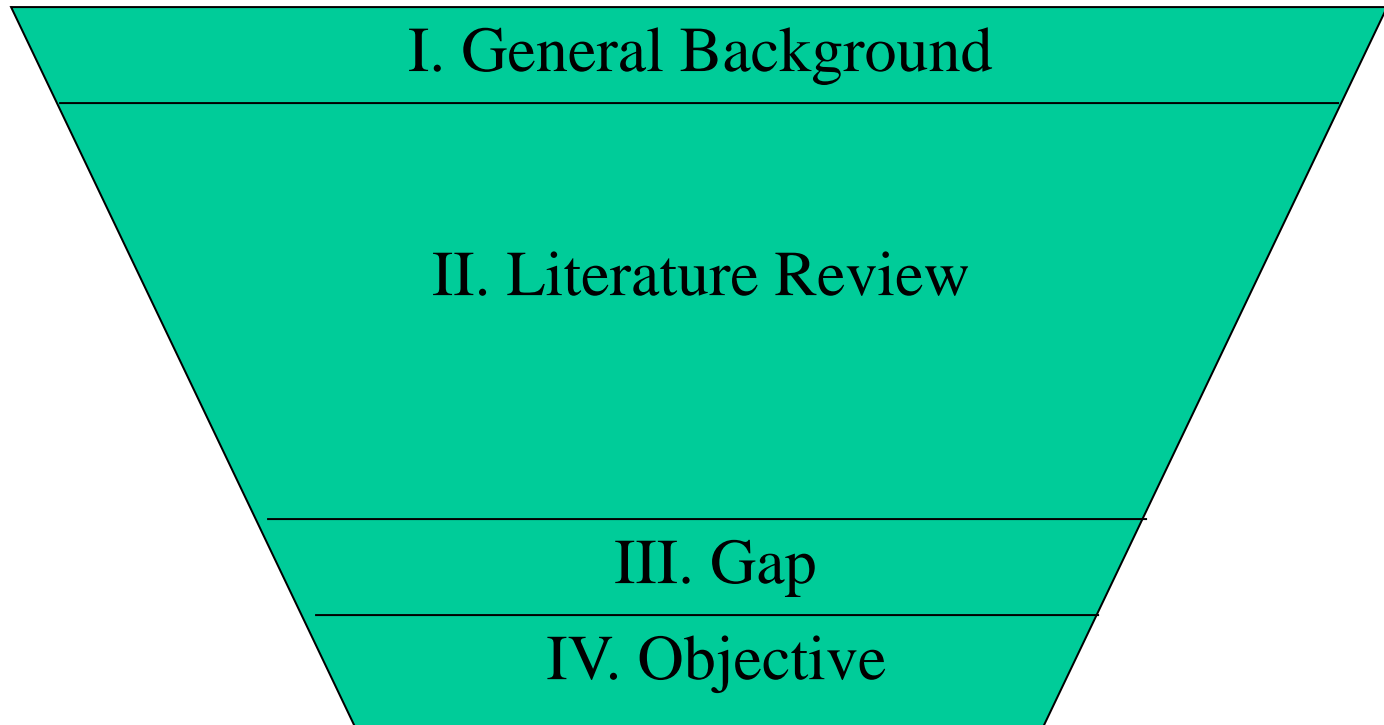 I. General Background
II. Literature Review
III. Gap
IV. Objective